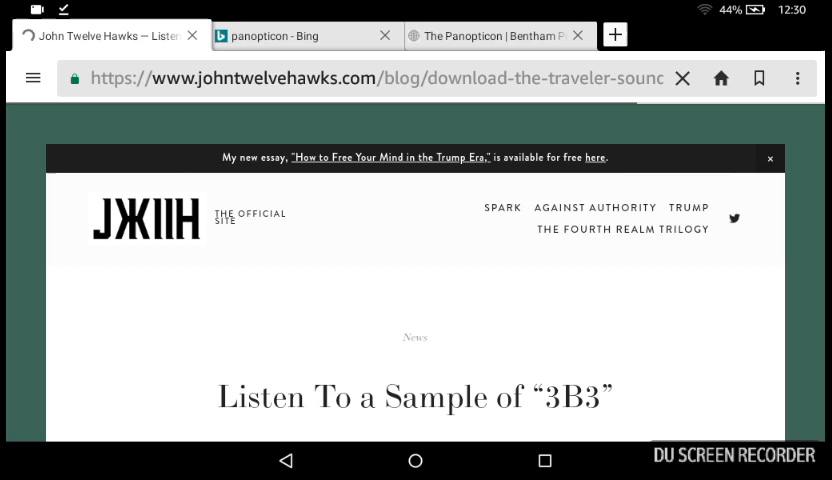 44% 12:30
John Twelve Hawks — Listen panopticon - Bing The Panopticon | Bentham P
https://www.johntwelvehawks.com/blog/download-the-traveler-sounc
My new essay, "How to Free Your Mind in the Trump Era," is available for free here. ×
JXIIH THE OFFICIAL SITE
SPARK AGAINST AUTHORITY TRUMP
THE FOURTH REALM TRILOGY
News
Listen To a Sample of “3B3”
DU SCREEN RECORDER